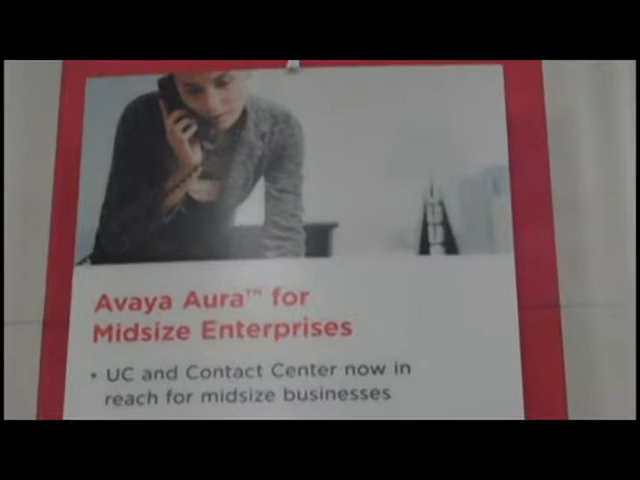 Avaya Aura™ for
Midsize Enterprises
• UC and Contact Center now in
reach for midsize businesses